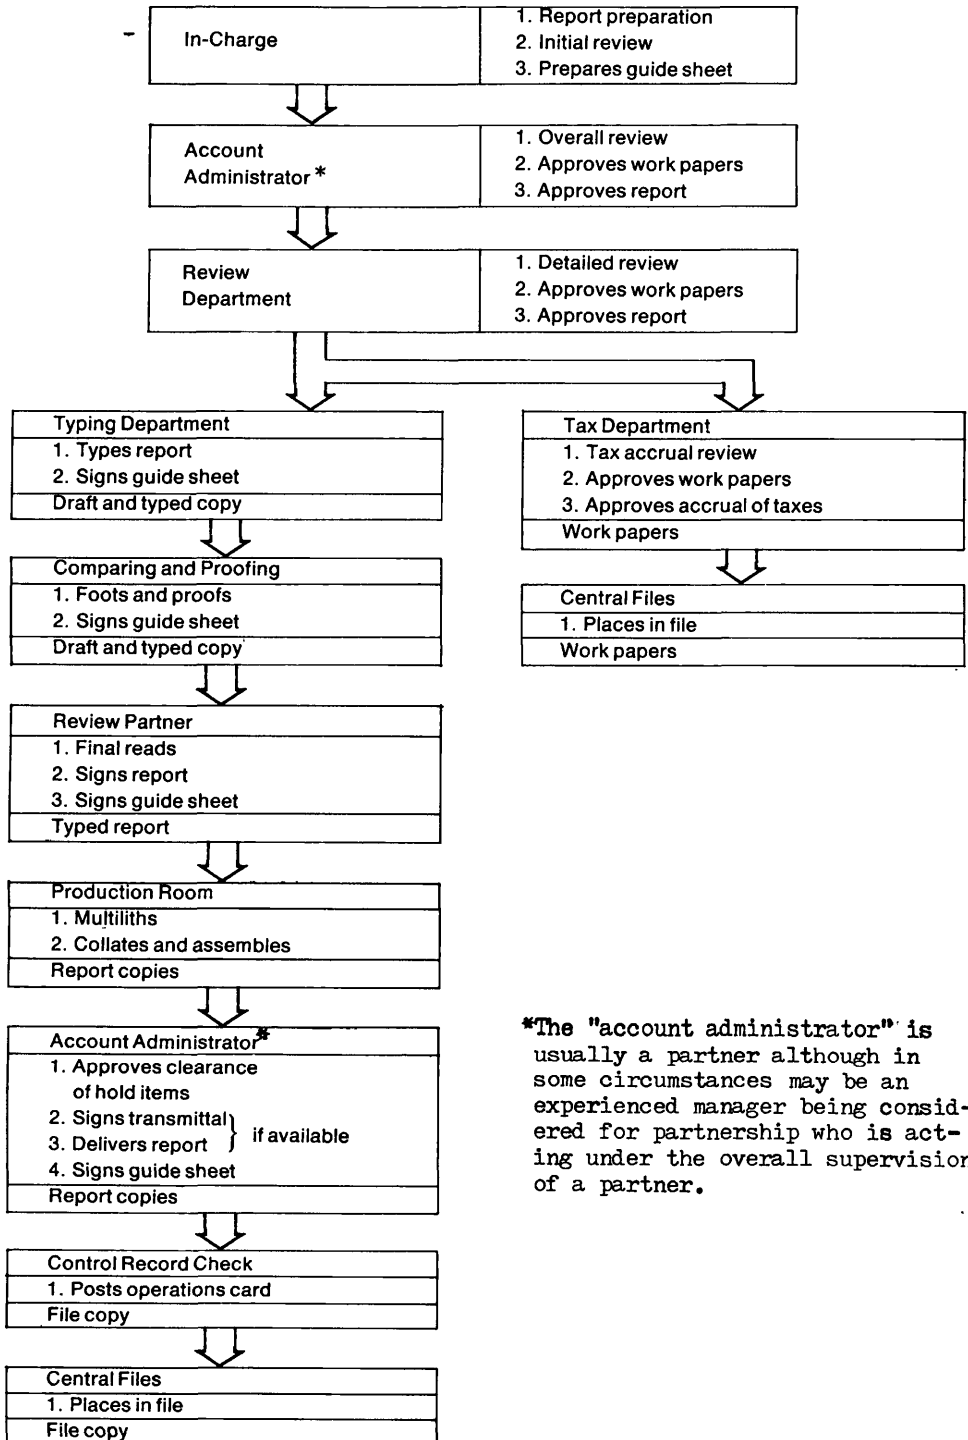 In-Charge
1. Report preparation
2. Initial review
3. Prepares guide sheet
Account
Administrator*
1. Overall review
2. Approves work papers
3. Approves report
Review
Department
1. Detailed review
2. Approves work papers
3. Approves report
Typing Department
1. Types report
2. Signs guide sheet
Draft and typed copy
Tax Department
1. Tax accrual review
2. Approves work papers
3. Approves accrual of taxes
Work papers
Comparing and Proofing
1. Foots and proofs
2. Signs guide sheet
Draft and typed copy
Central Files
1. Places in file
Work papers
Review Partner
1. Final reads
2. Signs report
3. Signs guide sheet
Typed report
Production Room
1. Multiliths
2. Collates and assembles
Report copies
Account Administrator*
1. Approves clearance
of hold items
2. Signs transmittal
3. Delivers report
} if available
4. Signs guide sheet
Report copies
*The "account administrator" is
usually a partner although in
some circumstances may be an
experienced manager being consid-
ered for partnership who is act-
ing under the overall supervision
of a partner.
Control Record Check
1. Posts operations card
File copy
Central Files
1. Places in file
File copy